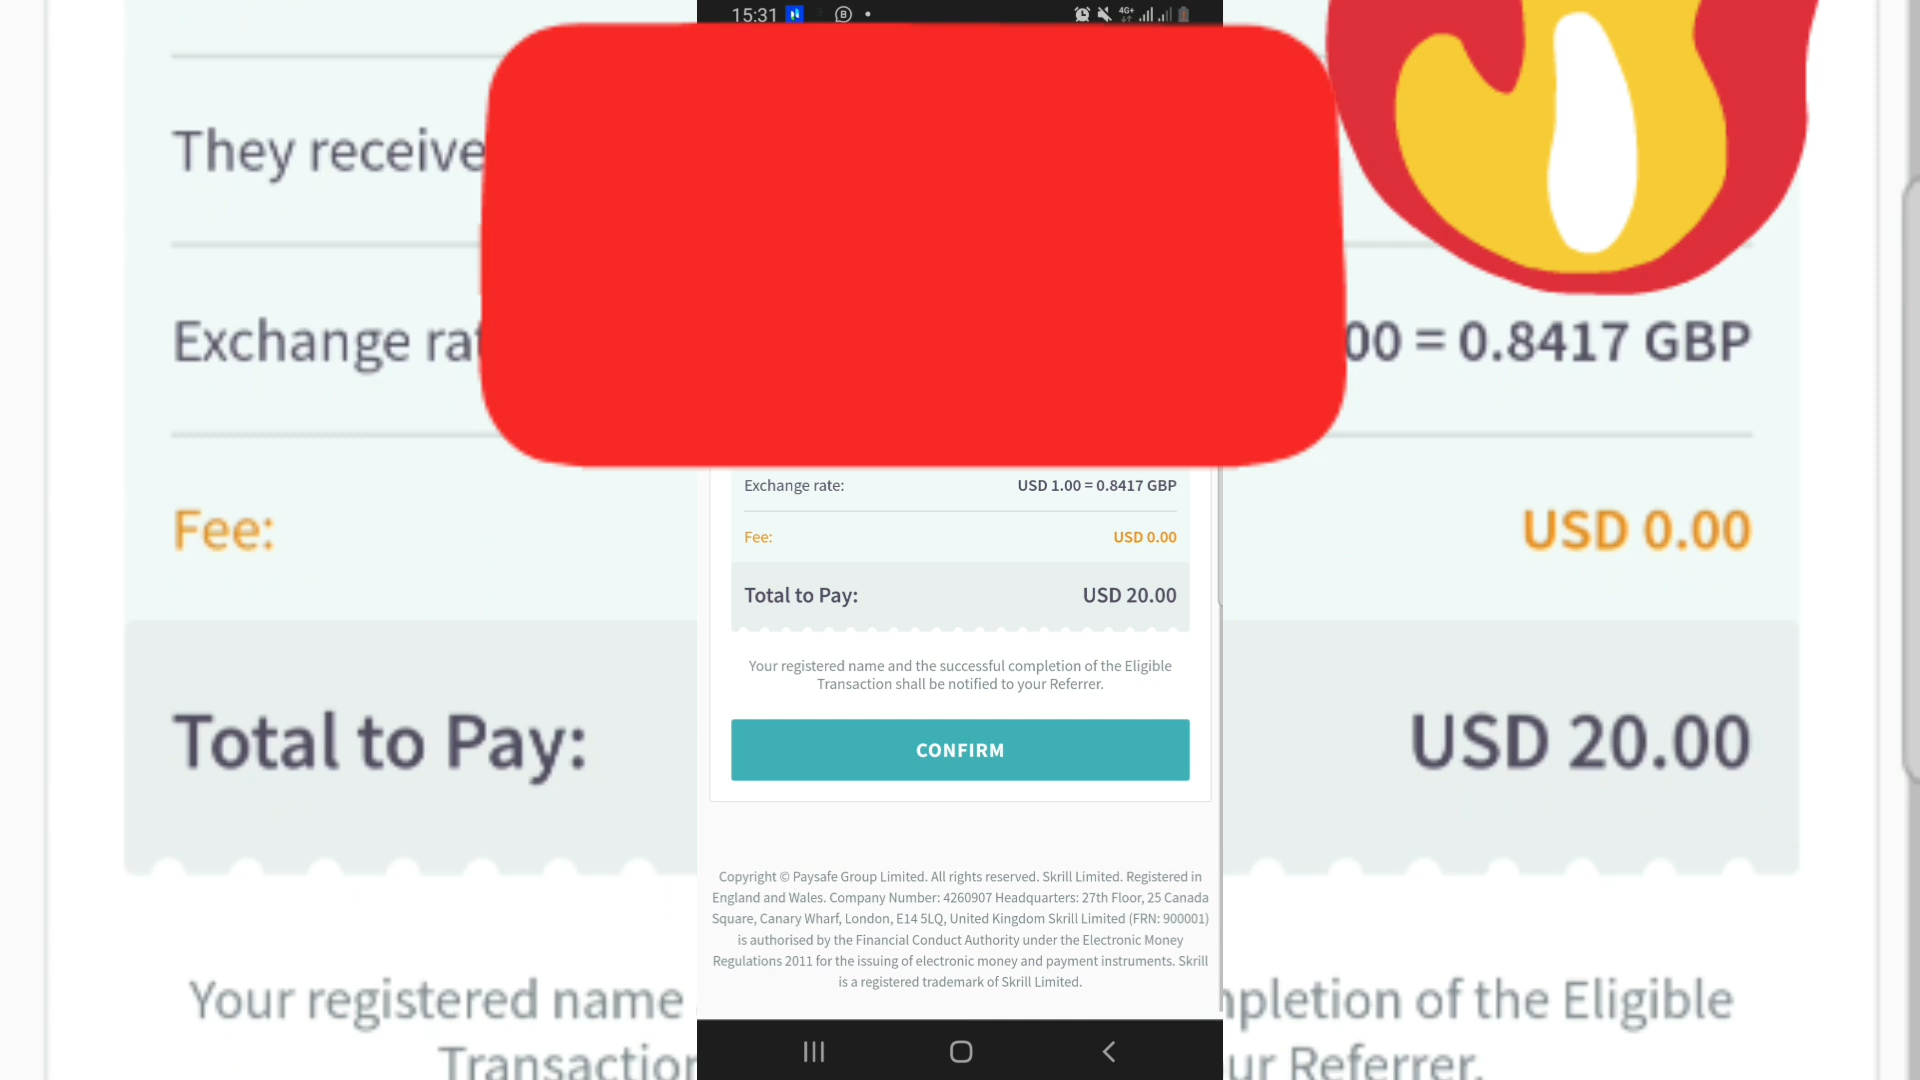 15:31
4G+
They receive
Exchange rat
00 = 0.8417 GBP
Fee:
USD 0.00
Total to Pay:
USD 20.00
Your registered name
mpletion of the Eligible
Transaction
ur Referrer.
Exchange rate:
USD 1.00 = 0.8417 GBP
Fee:
USD 0.00
Total to Pay:
USD 20.00
Your registered name and the successful completion of the Eligible
Transaction shall be notified to your Referrer.
CONFIRM
Copyright © Paysafe Group Limited. All rights reserved. Skrill Limited. Registered in
England and Wales. Company Number: 4260907 Headquarters: 27th Floor, 25 Canada
Square, Canary Wharf, London, E14 5LQ, United Kingdom Skrill Limited (FRN: 900001)
is authorised by the Financial Conduct Authority under the Electronic Money
Regulations 2011 for the issuing of electronic money and payment instruments. Skrill
is a registered trademark of Skrill Limited.